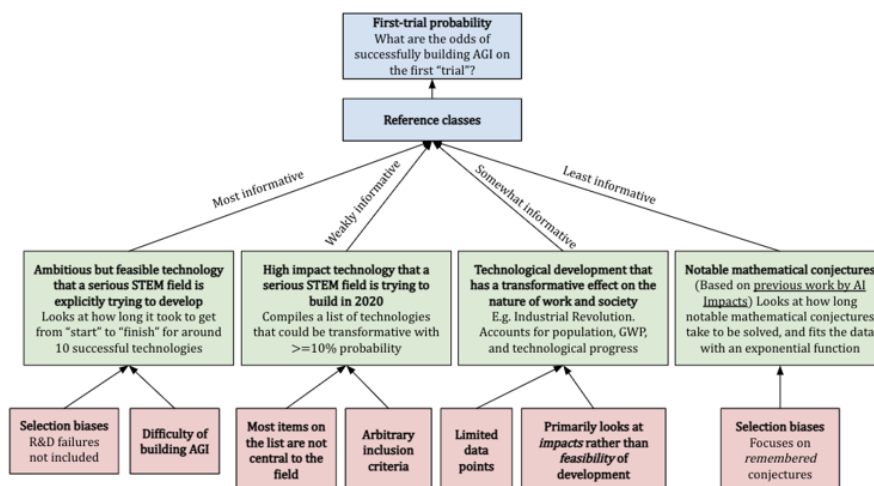 First-trial probability
What are the odds of
successfully building AGI on
the first “trial”?
Reference classes
Most informative
Weakly informative
Somewhat informative
Least informative
Ambitious but feasible technology
that a serious STEM field is
explicitly trying to develop
Looks at how long it took to get
from “start” to “finish” for around
10 successful technologies
High impact technology that a
serious STEM field is trying to
build in 2020
Compiles a list of technologies
that could be transformative with
>=10% probability
Technological development that
has a transformative effect on the
nature of work and society
E.g. Industrial Revolution.
Accounts for population, GWP,
and technological progress
Notable mathematical conjectures
(Based on previous work by AI
Impacts) Looks at how long
notable mathematical conjectures
take to be solved, and fits the data
with an exponential function
Selection biases
R&D failures
not included
Difficulty of
building AGI
Most items on
the list are not
central to the
field
Arbitrary
inclusion
criteria
Limited
data
points
Primarily looks at
impacts rather than
feasibility of
development
Selection biases
Focuses on
remembered
conjectures